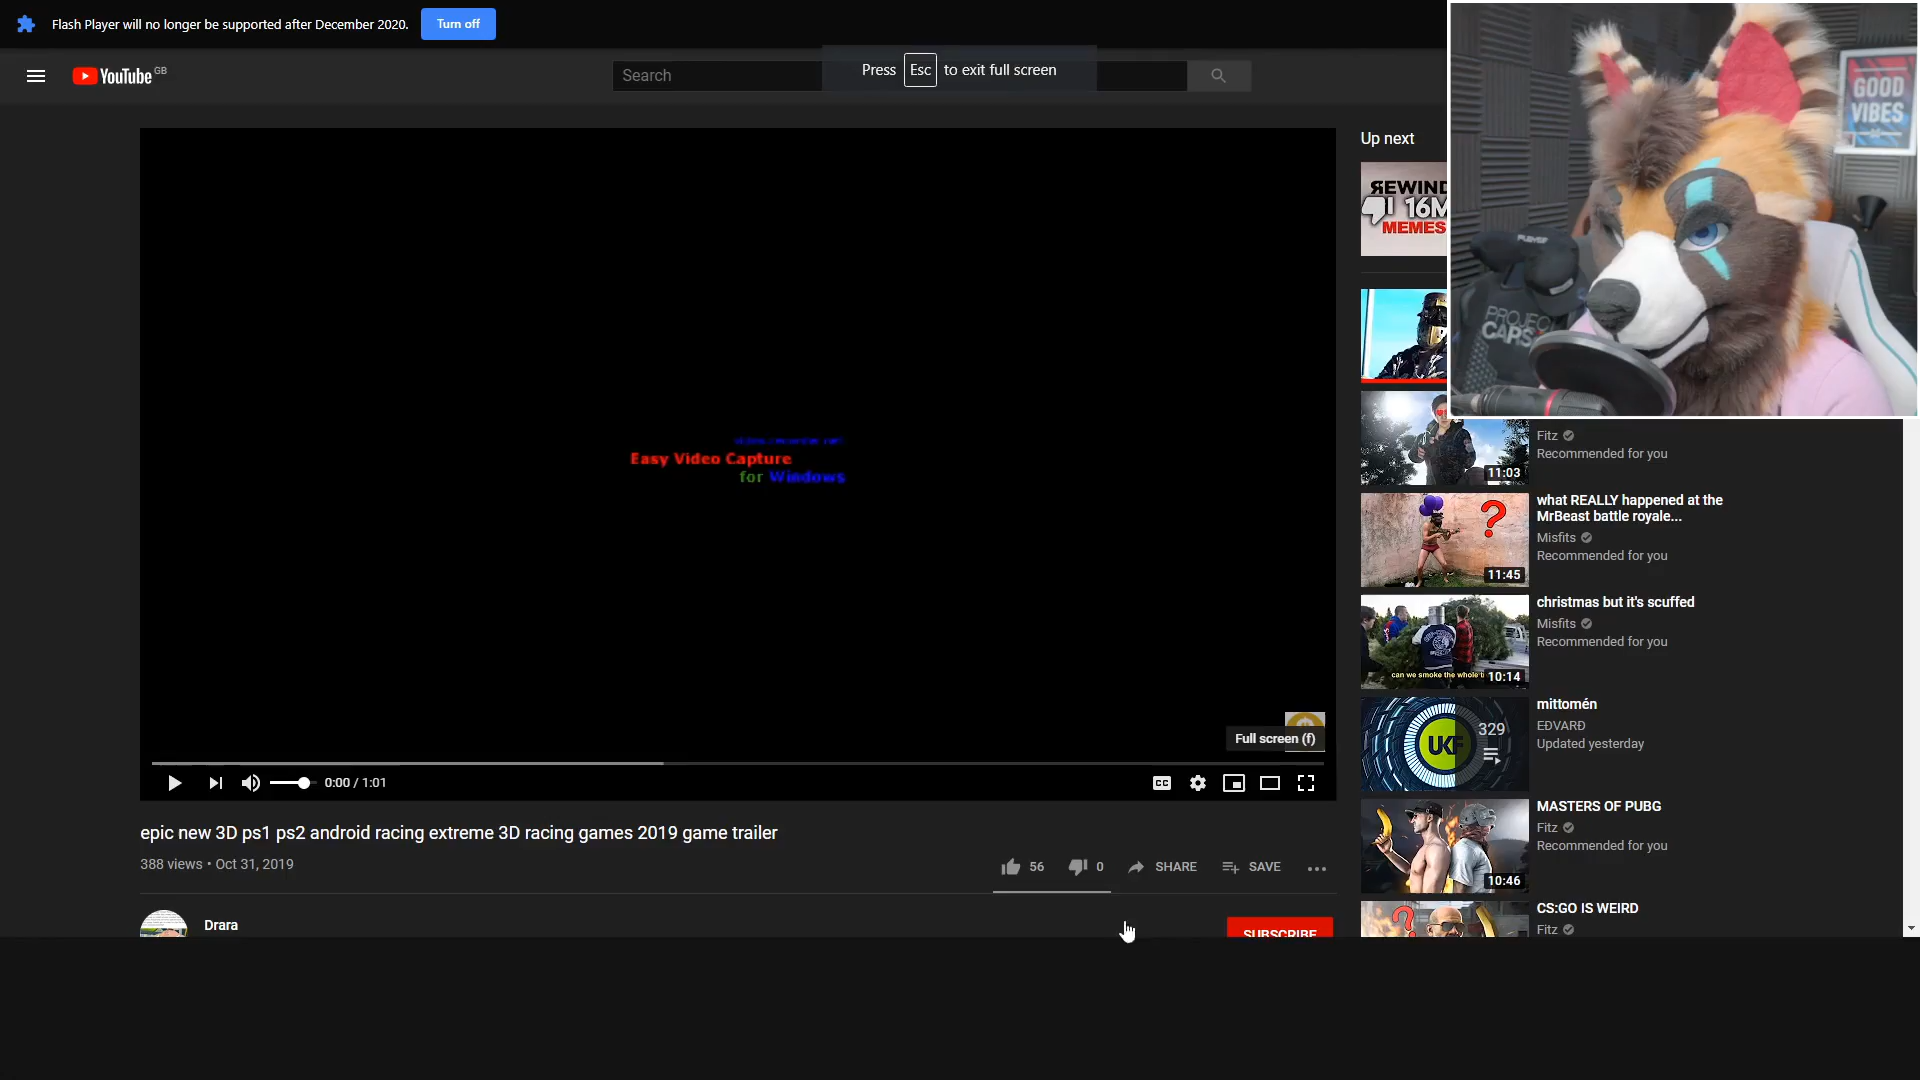 Flash Player will no longer be supported after December 2020.
Turn off
YouTube GB
Search
Press Esc to exit full screen
Easy Video Capture
for Windows
Full screen (f)
0:00 / 1:01
CC
epic new 3D ps1 ps2 android racing extreme 3D racing games 2019 game trailer
388 views • Oct 31, 2019
56
0
SHARE
SAVE
Drara
SUBSCRIBE
Up next
REWIND
16M
MEMES
Fitz
Recommended for you
11:03
what REALLY happened at the
MrBeast battle royale...
Misfits
Recommended for you
11:45
christmas but it's scuffed
Misfits
Recommended for you
can we smoke the whole
10:14
mittomén
EÐVARÐ
Updated yesterday
UKF
329
MASTERS OF PUBG
Fitz
Recommended for you
10:46
CS:GO IS WEIRD
Fitz
GOOD
VIBES
PROJECT
CARS